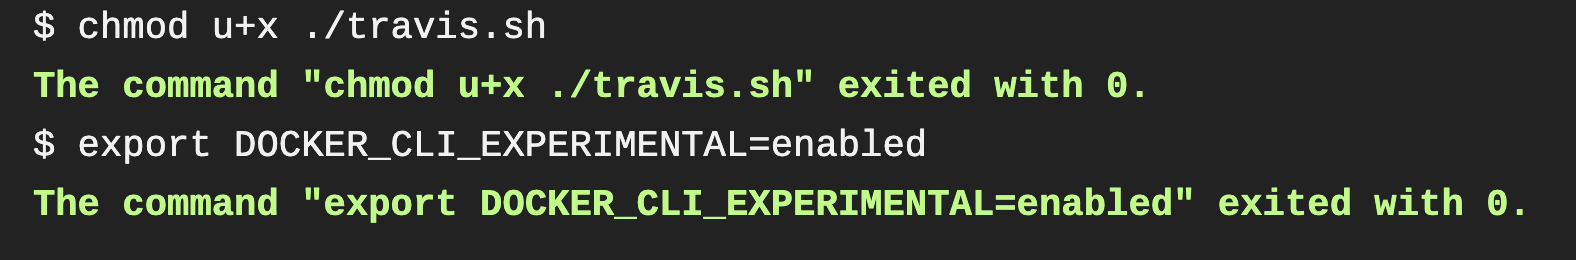 $ chmod u+x ./travis.sh
The command "chmod u+x ./travis.sh" exited with 0.
$ export DOCKER_CLI_EXPERIMENTAL=enabled
The command "export DOCKER_CLI_EXPERIMENTAL=enabled" exited with 0.